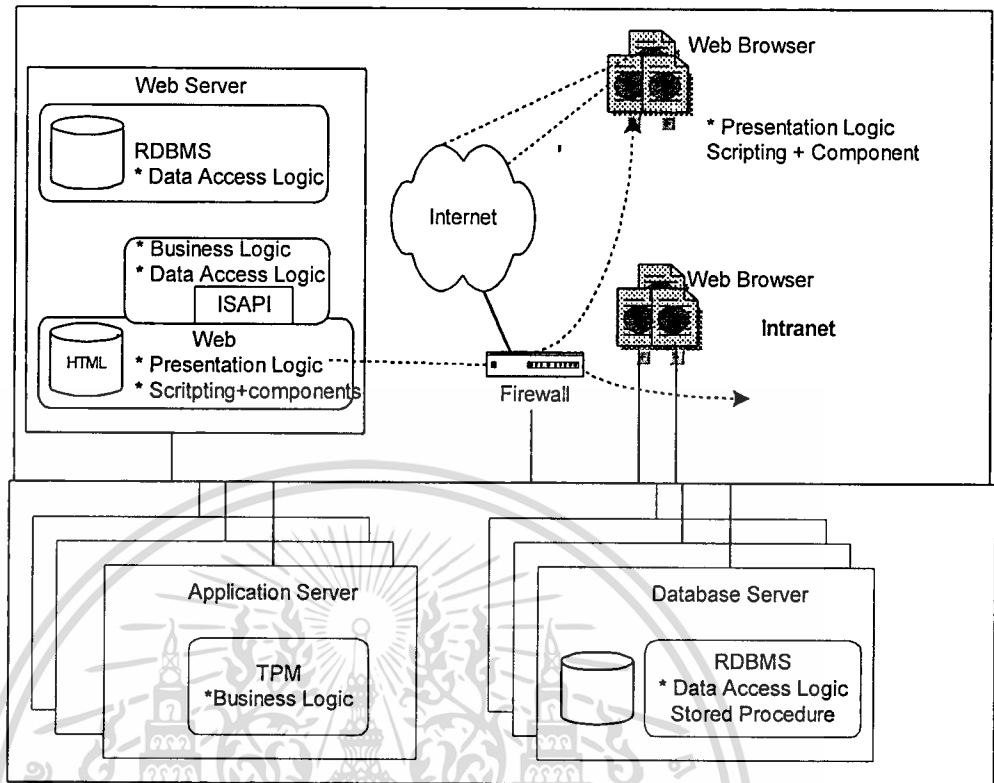 Web Server
RDBMS
* Data Access Logic
* Business Logic
* Data Access Logic
ISAPI
Web
HTML
* Presentation Logic
* Scritpting+components
Internet
Firewall
Web Browser
* Presentation Logic
Scripting + Component
Web Browser
Intranet
Application Server
TPM
*Business Logic
Database Server
RDBMS
* Data Access Logic
Stored Procedure